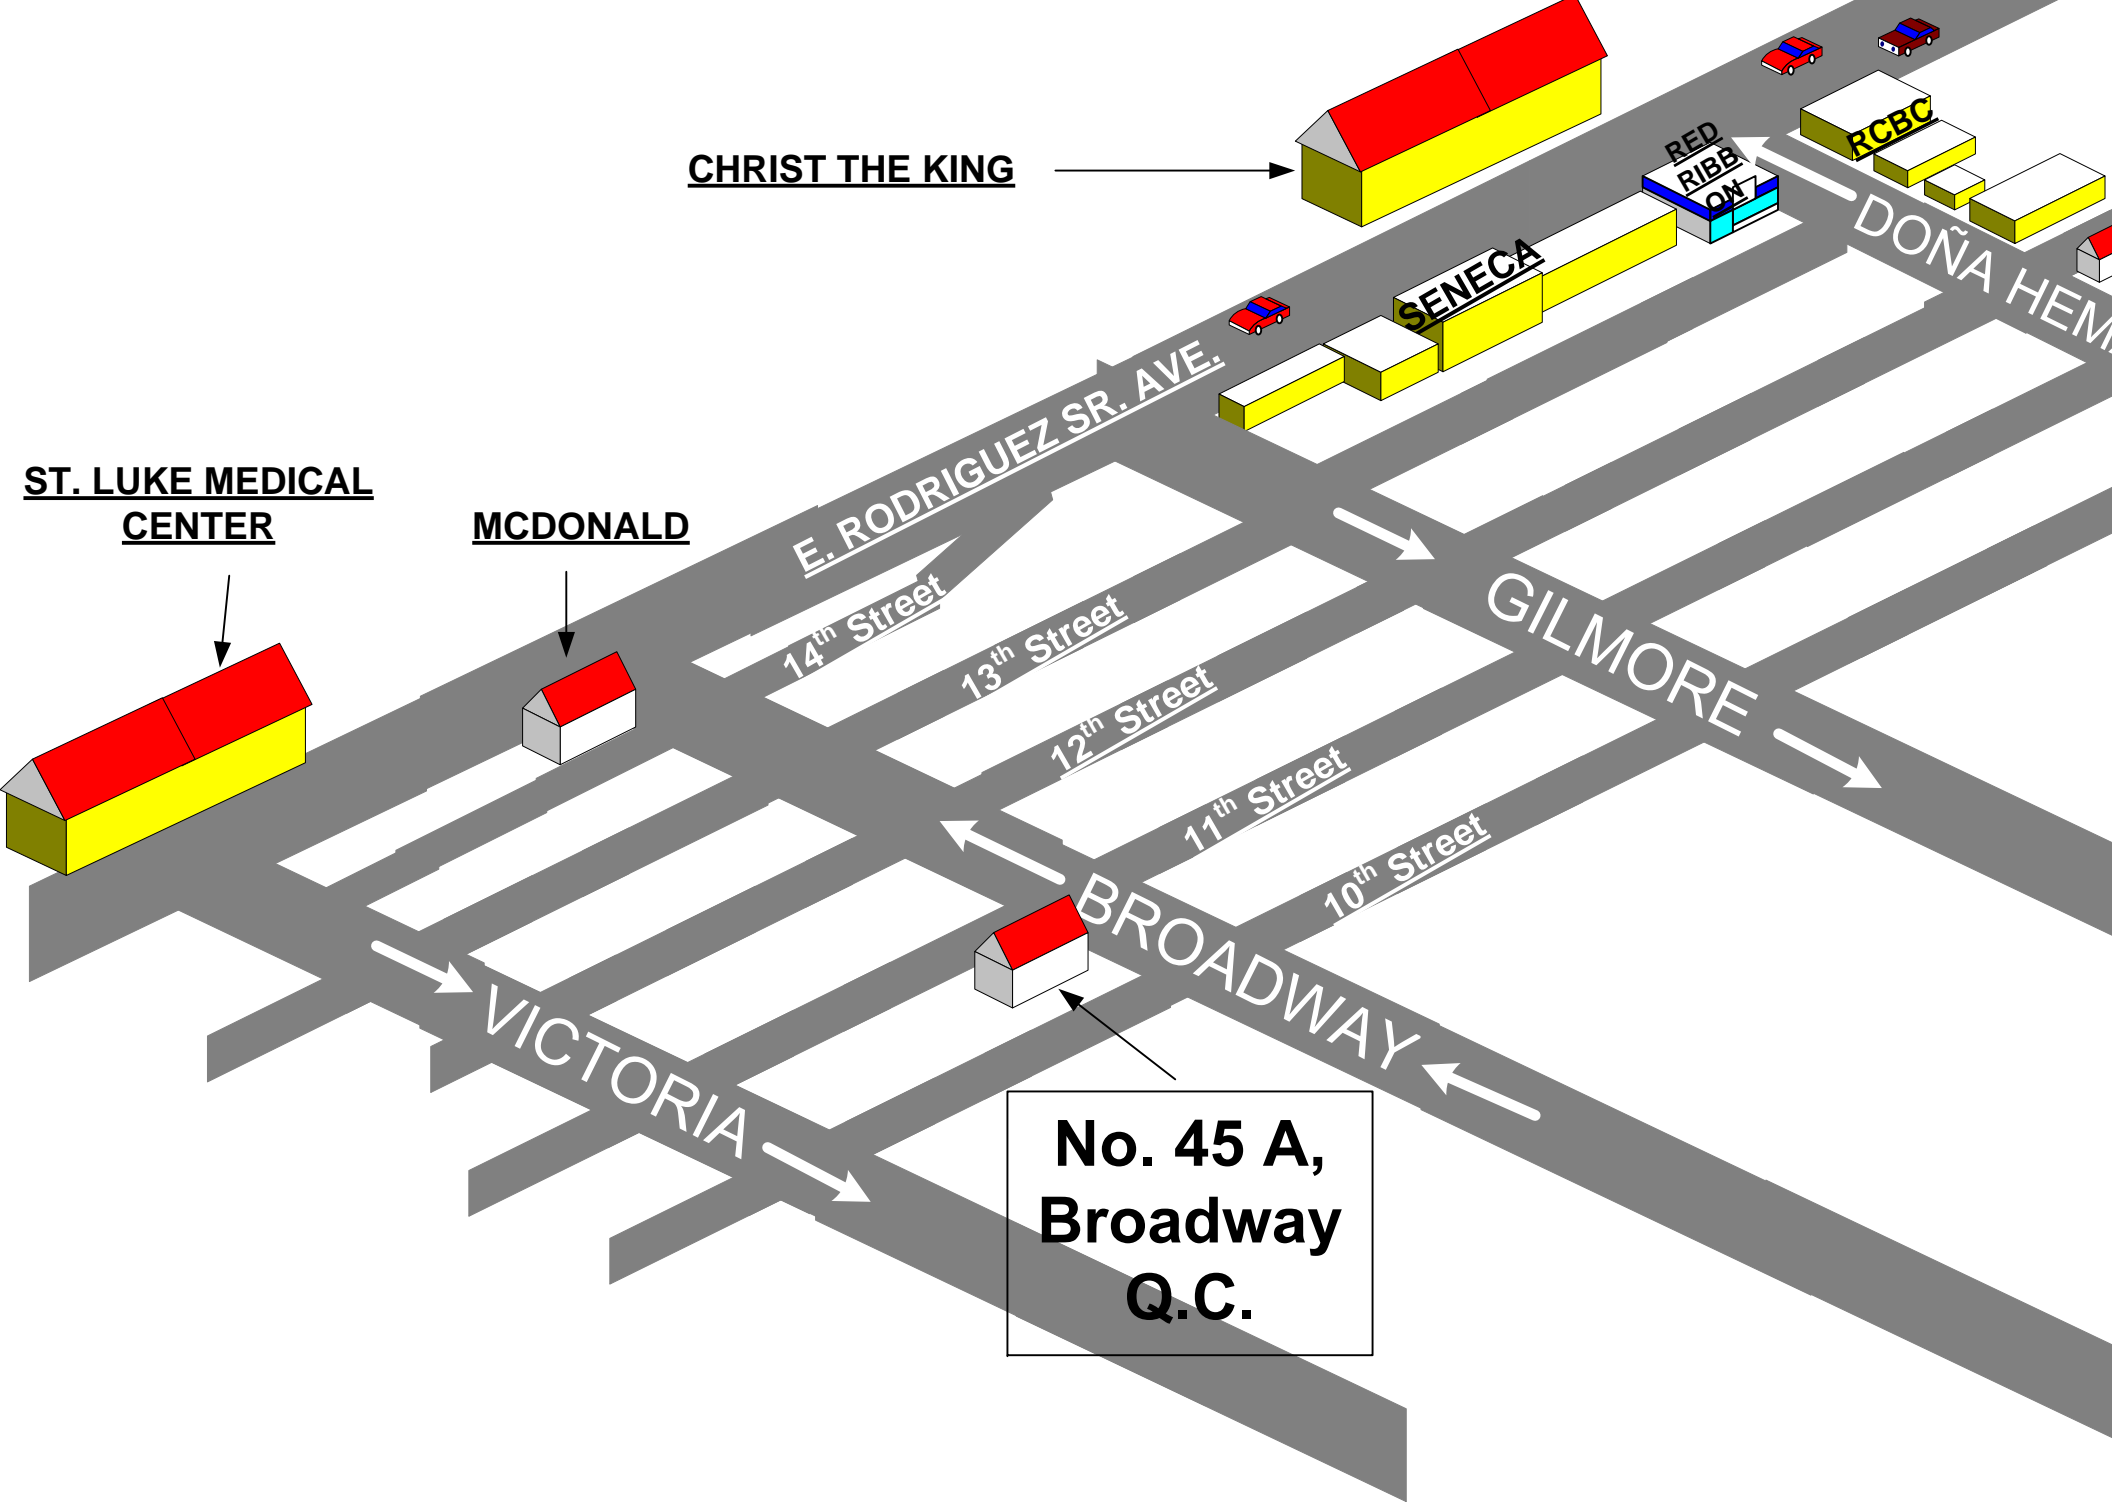 CHRIST THE KING
RED
RIBB
ON
RCBC
DOÑA HEM
SENECA
E. RODRIGUEZ SR. AVE.
ST. LUKE MEDICAL
CENTER
MCDONALD
14th Street
13th Street
12th Street
11th Street
10th Street
GILMORE
BROADWAY
VICTORIA
No. 45 A,
Broadway
Q.C.